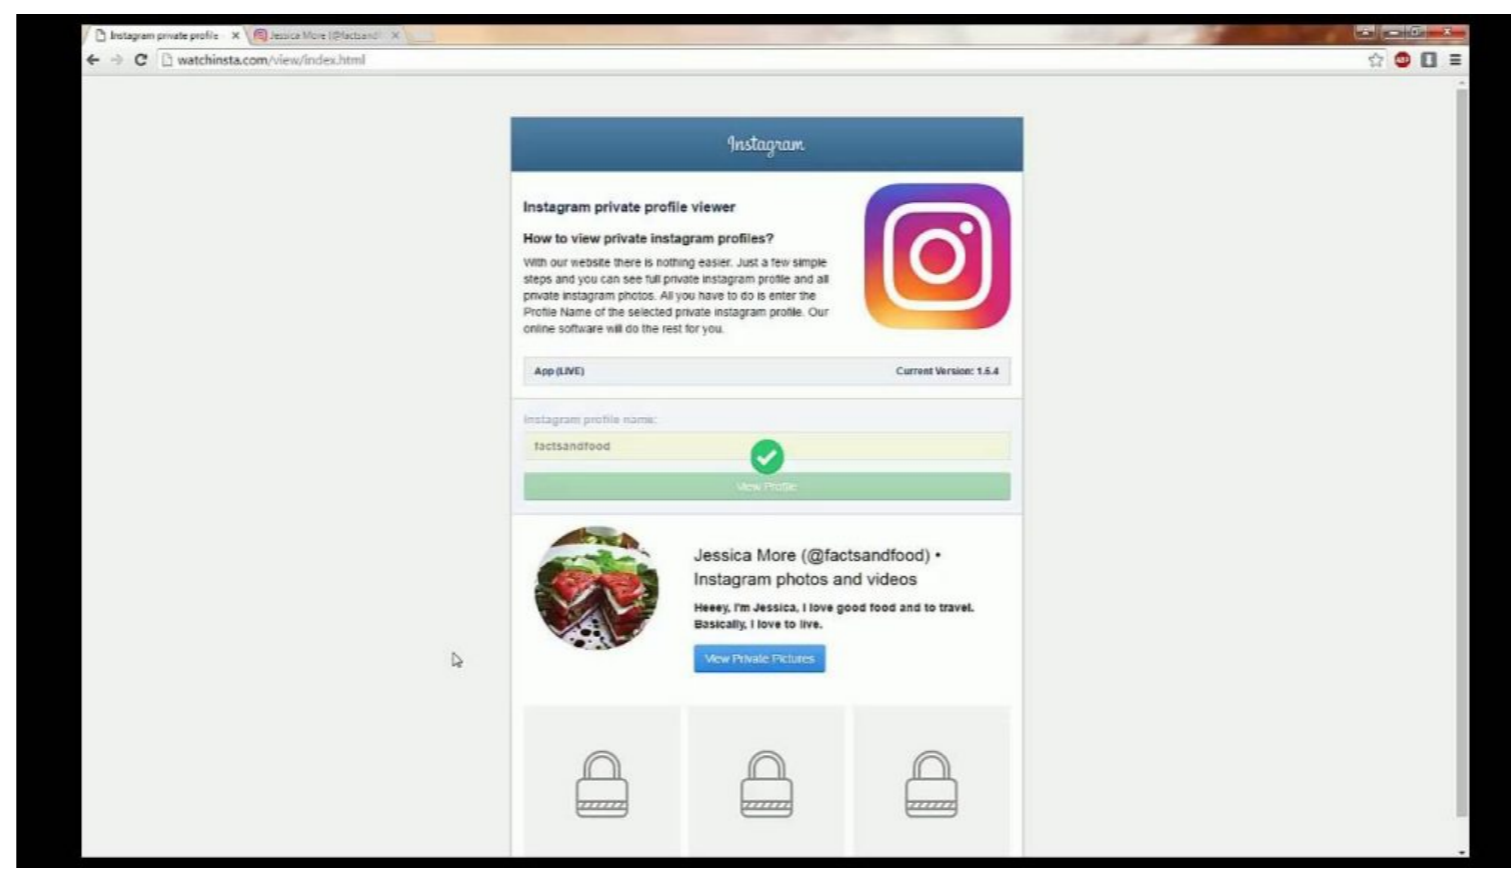 Instagram private profile
Jessica More (@factsand
watchinsta.com/view/index.html
ABP
Instagram
Instagram private profile viewer
How to view private instagram profiles?
With our website there is nothing easier. Just a few simple
steps and you can see full private instagram profile and all
private instagram photos. All you have to do is enter the
Profile Name of the selected private instagram profile. Our
online software will do the rest for you.
App (LIVE)
Current Version: 1.5.4
Instagram profile name:
factsandfood
View Profile
Jessica More (@factsandfood) •
Instagram photos and videos
Heeey, I'm Jessica, I love good food and to travel.
Basically, I love to live.
View Private Pictures